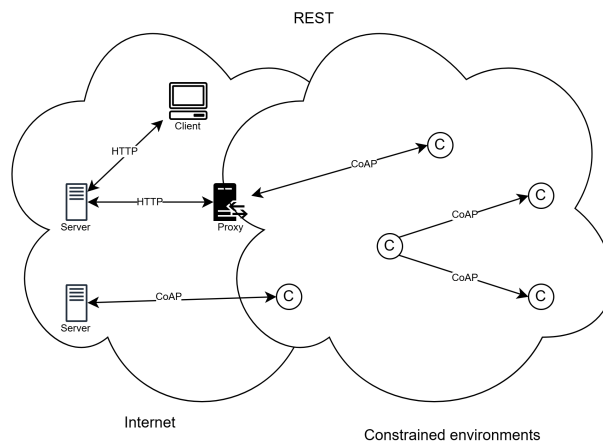 REST
Client
HTTP
C
CoAP
HTTP
C
Server
Proxy
CoAP
C
CoAP
CoAP
C
C
Server
Internet
Constrained environments